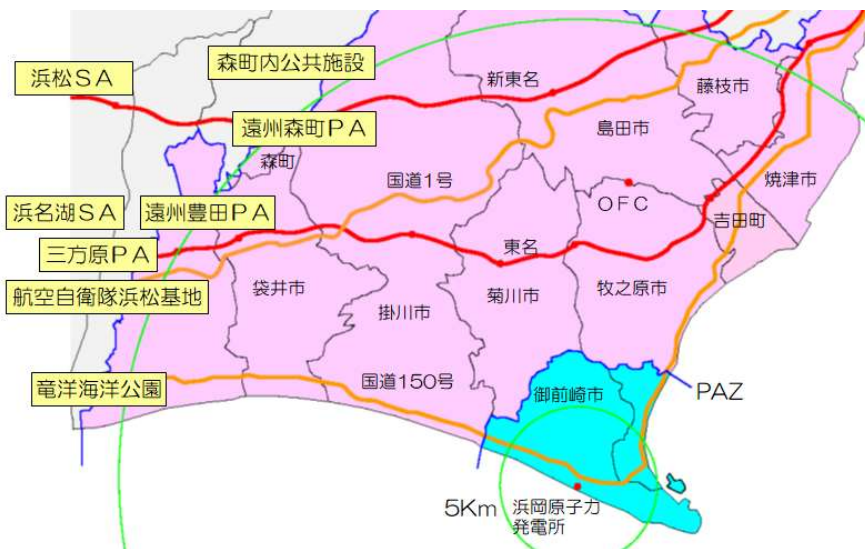 森町内公共施設
浜松SA
新東名
藤枝市
遠州森町PA
島田市
森町
国道1号
焼津市
OFC
浜名湖SA
遠州豊田PA
吉田町
三方原PA
東名
航空自衛隊浜松基地
袋井市
掛川市
菊川市
牧之原市
竜洋海洋公園
国道150号
御前崎市
PAZ
5Km
浜岡原子力
発電所